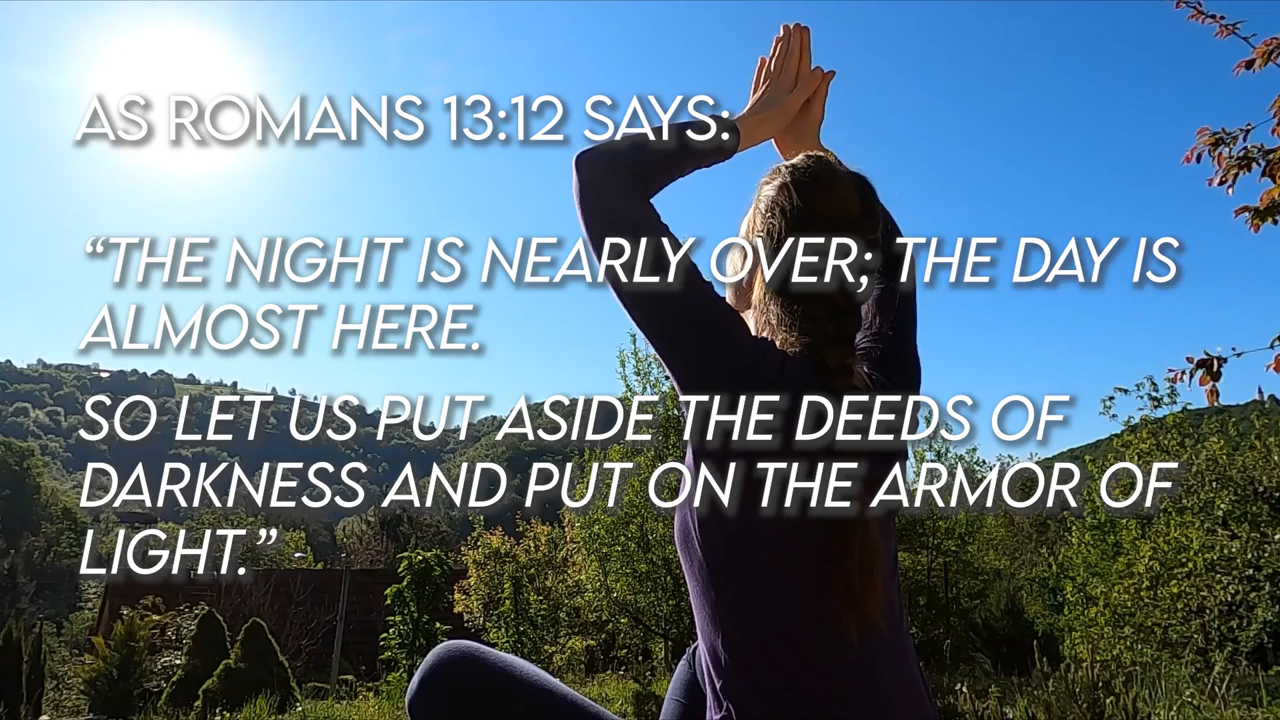 AS ROMANS 13:12 SAYS:
“THE NIGHT IS NEARLY OVER; THE DAY IS
ALMOST HERE.
SO LET US PUT ASIDE THE DEEDS OF
DARKNESS AND PUT ON THE ARMOR OF
LIGHT.”